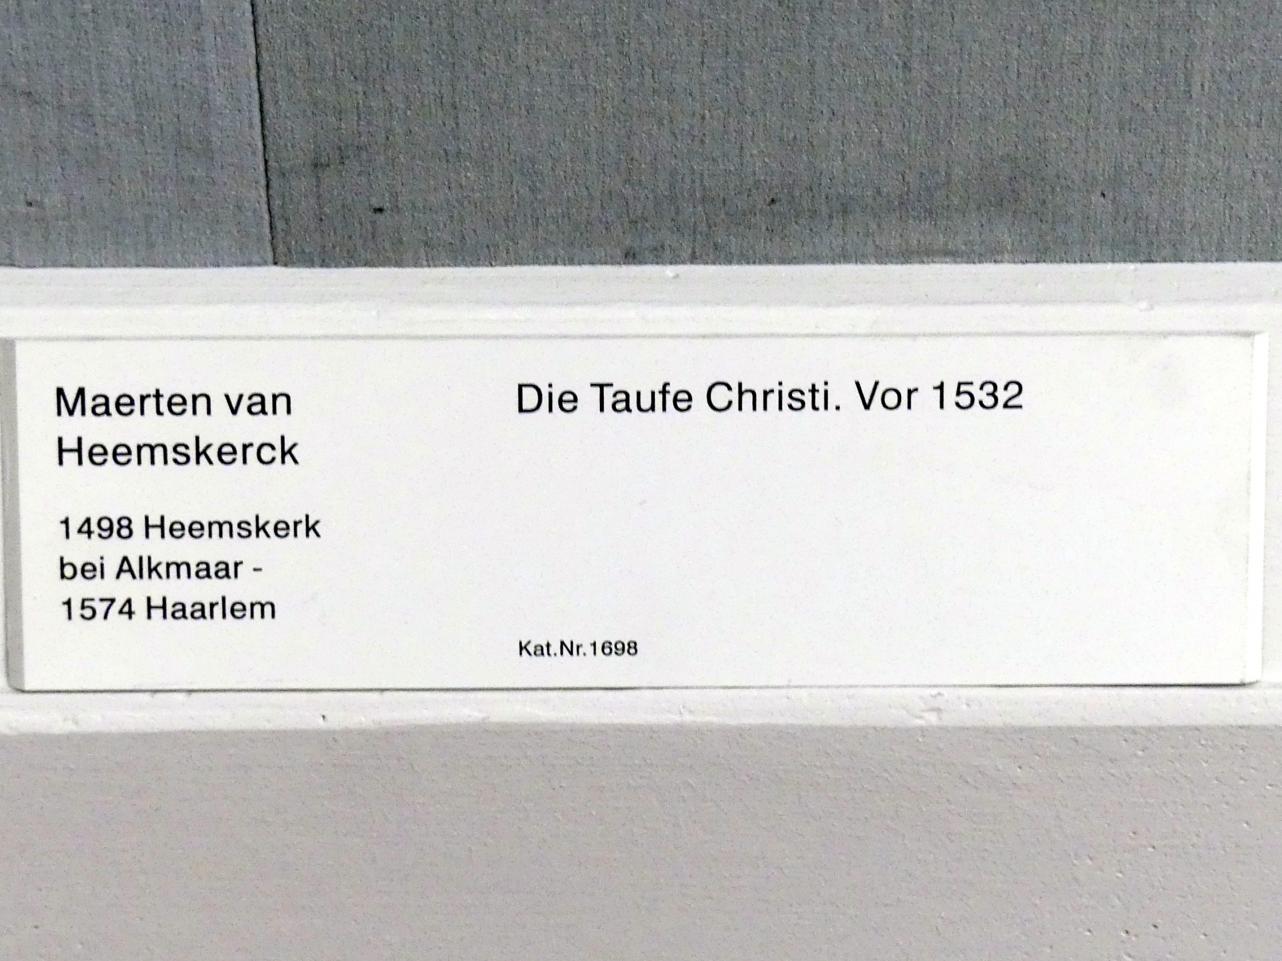 Maerten van
Heemskerck
1498 Heemskerk
bei Alkmaar -
1574 Haarlem
Die Taufe Christi. Vor 1532
Kat.Nr.1698